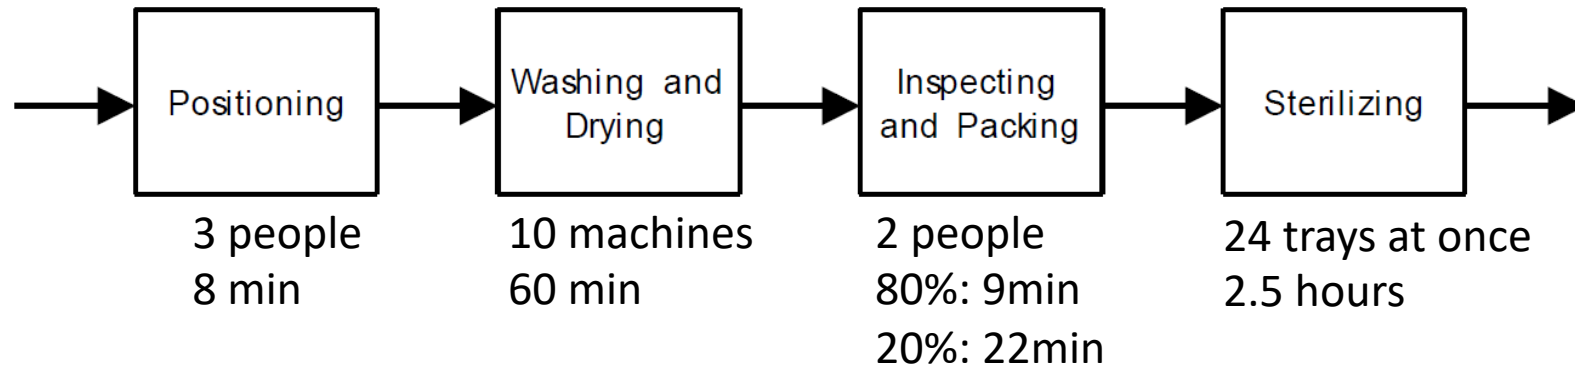 Positioning
Washing and
Drying
Inspecting
and Packing
Sterilizing
3 people
8 min
10 machines
60 min
2 people
80%: 9min
20%: 22min
24 trays at once
2.5 hours